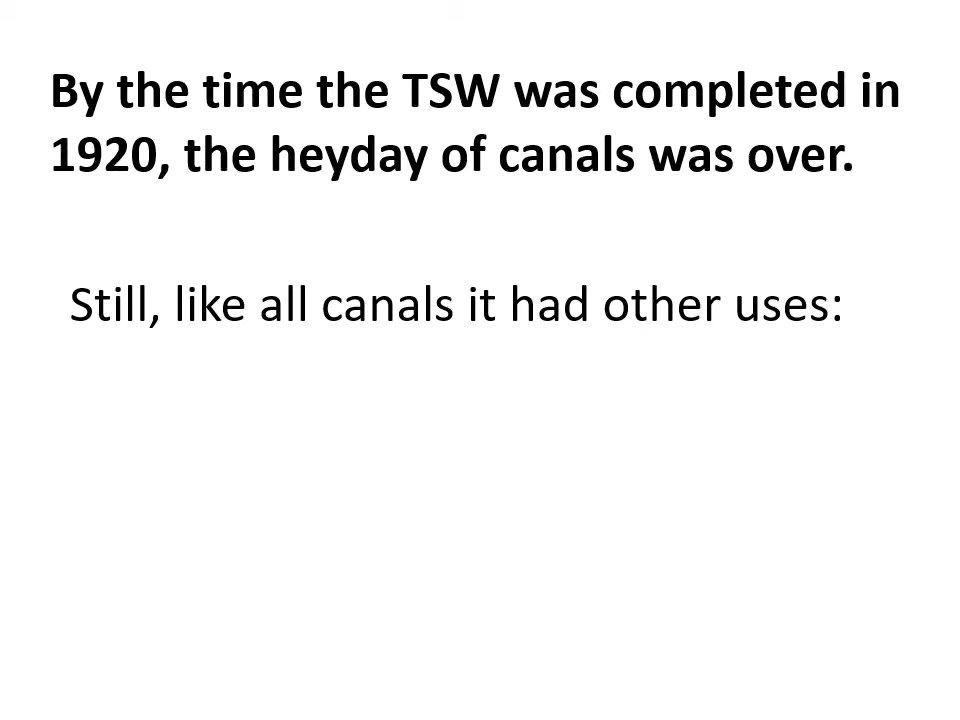 By the time the TSW was completed in
1920, the heyday of canals was over.
Still, like all canals it had other uses: